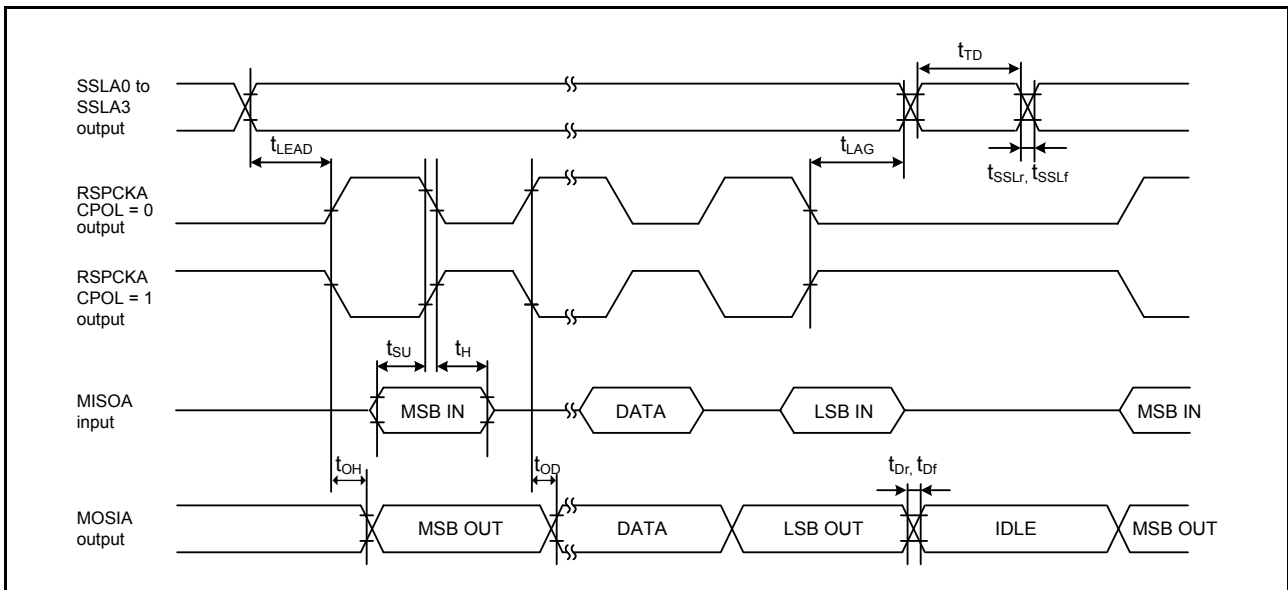 tTD
SSLA0 to
SSLA3
output
tLEAD
tLAG
tSSLr, tSSLf
RSPCKA
CPOL = 0
output
RSPCKA
CPOL = 1
output
tSU
tH
MISOA
input
MSB IN
DATA
LSB IN
MSB IN
tOH
tOD
tDr, tDf
MOSIA
output
MSB OUT
DATA
LSB OUT
IDLE
MSB OUT